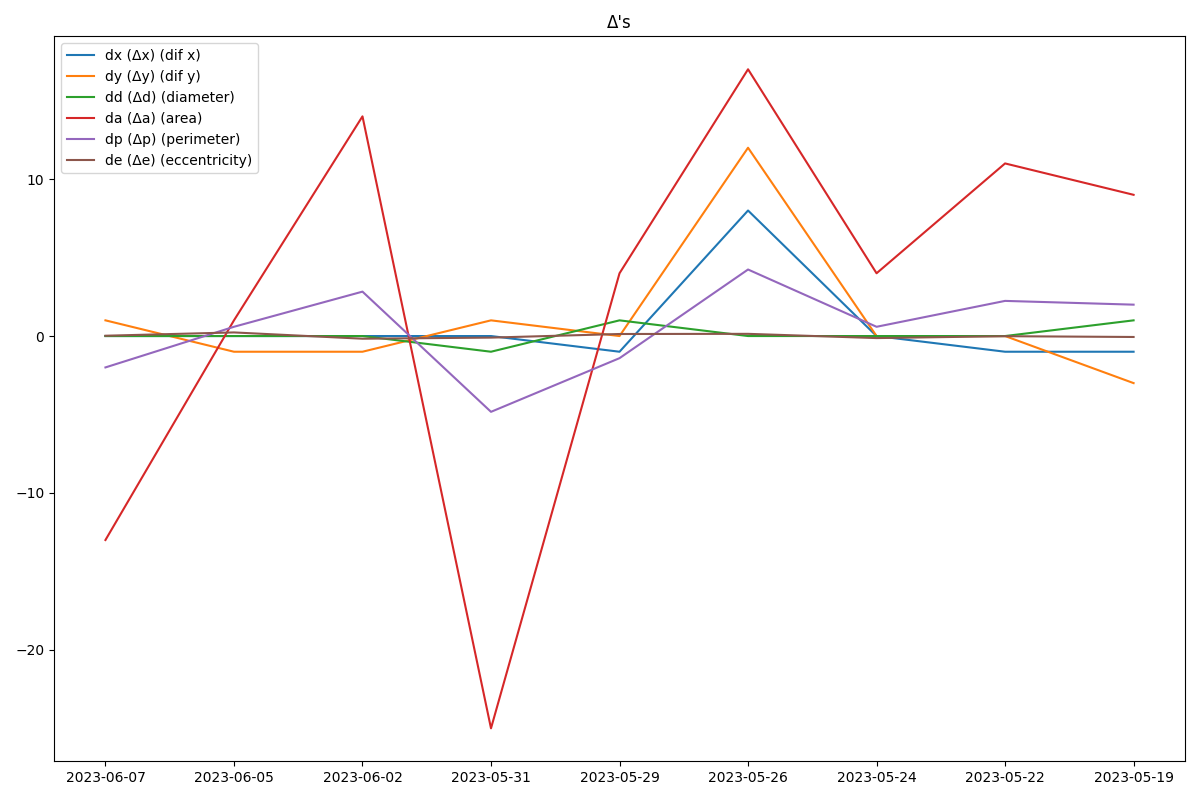 Δ's
dx (Δx) (dif x)
dy (Δy) (dif y)
dd (Δd) (diameter)
da (Δa) (area)
dp (Δp) (perimeter)
de (Δe) (eccentricity)
10
0
−10
−20
2023-06-07 2023-06-05 2023-06-02 2023-05-31 2023-05-29 2023-05-26 2023-05-24 2023-05-22 2023-05-19